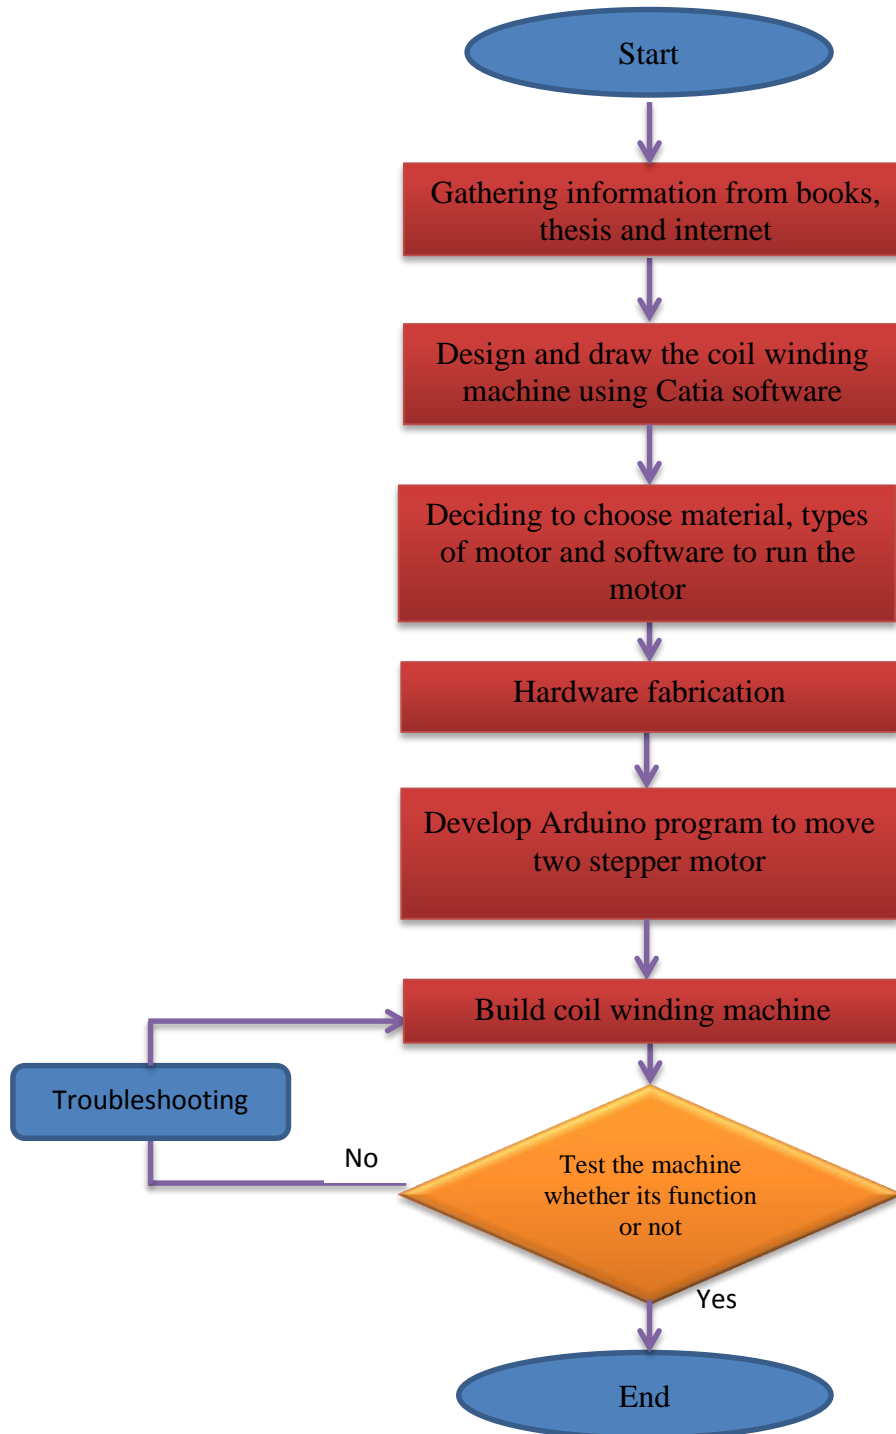 Start
Gathering information from books,
thesis and internet
Design and draw the coil winding
machine using Catia software
Deciding to choose material, types
of motor and software to run the
motor
Hardware fabrication
Develop Arduino program to move
two stepper motor
Build coil winding machine
Troubleshooting
No
Test the machine
whether its function
or not
Yes
End